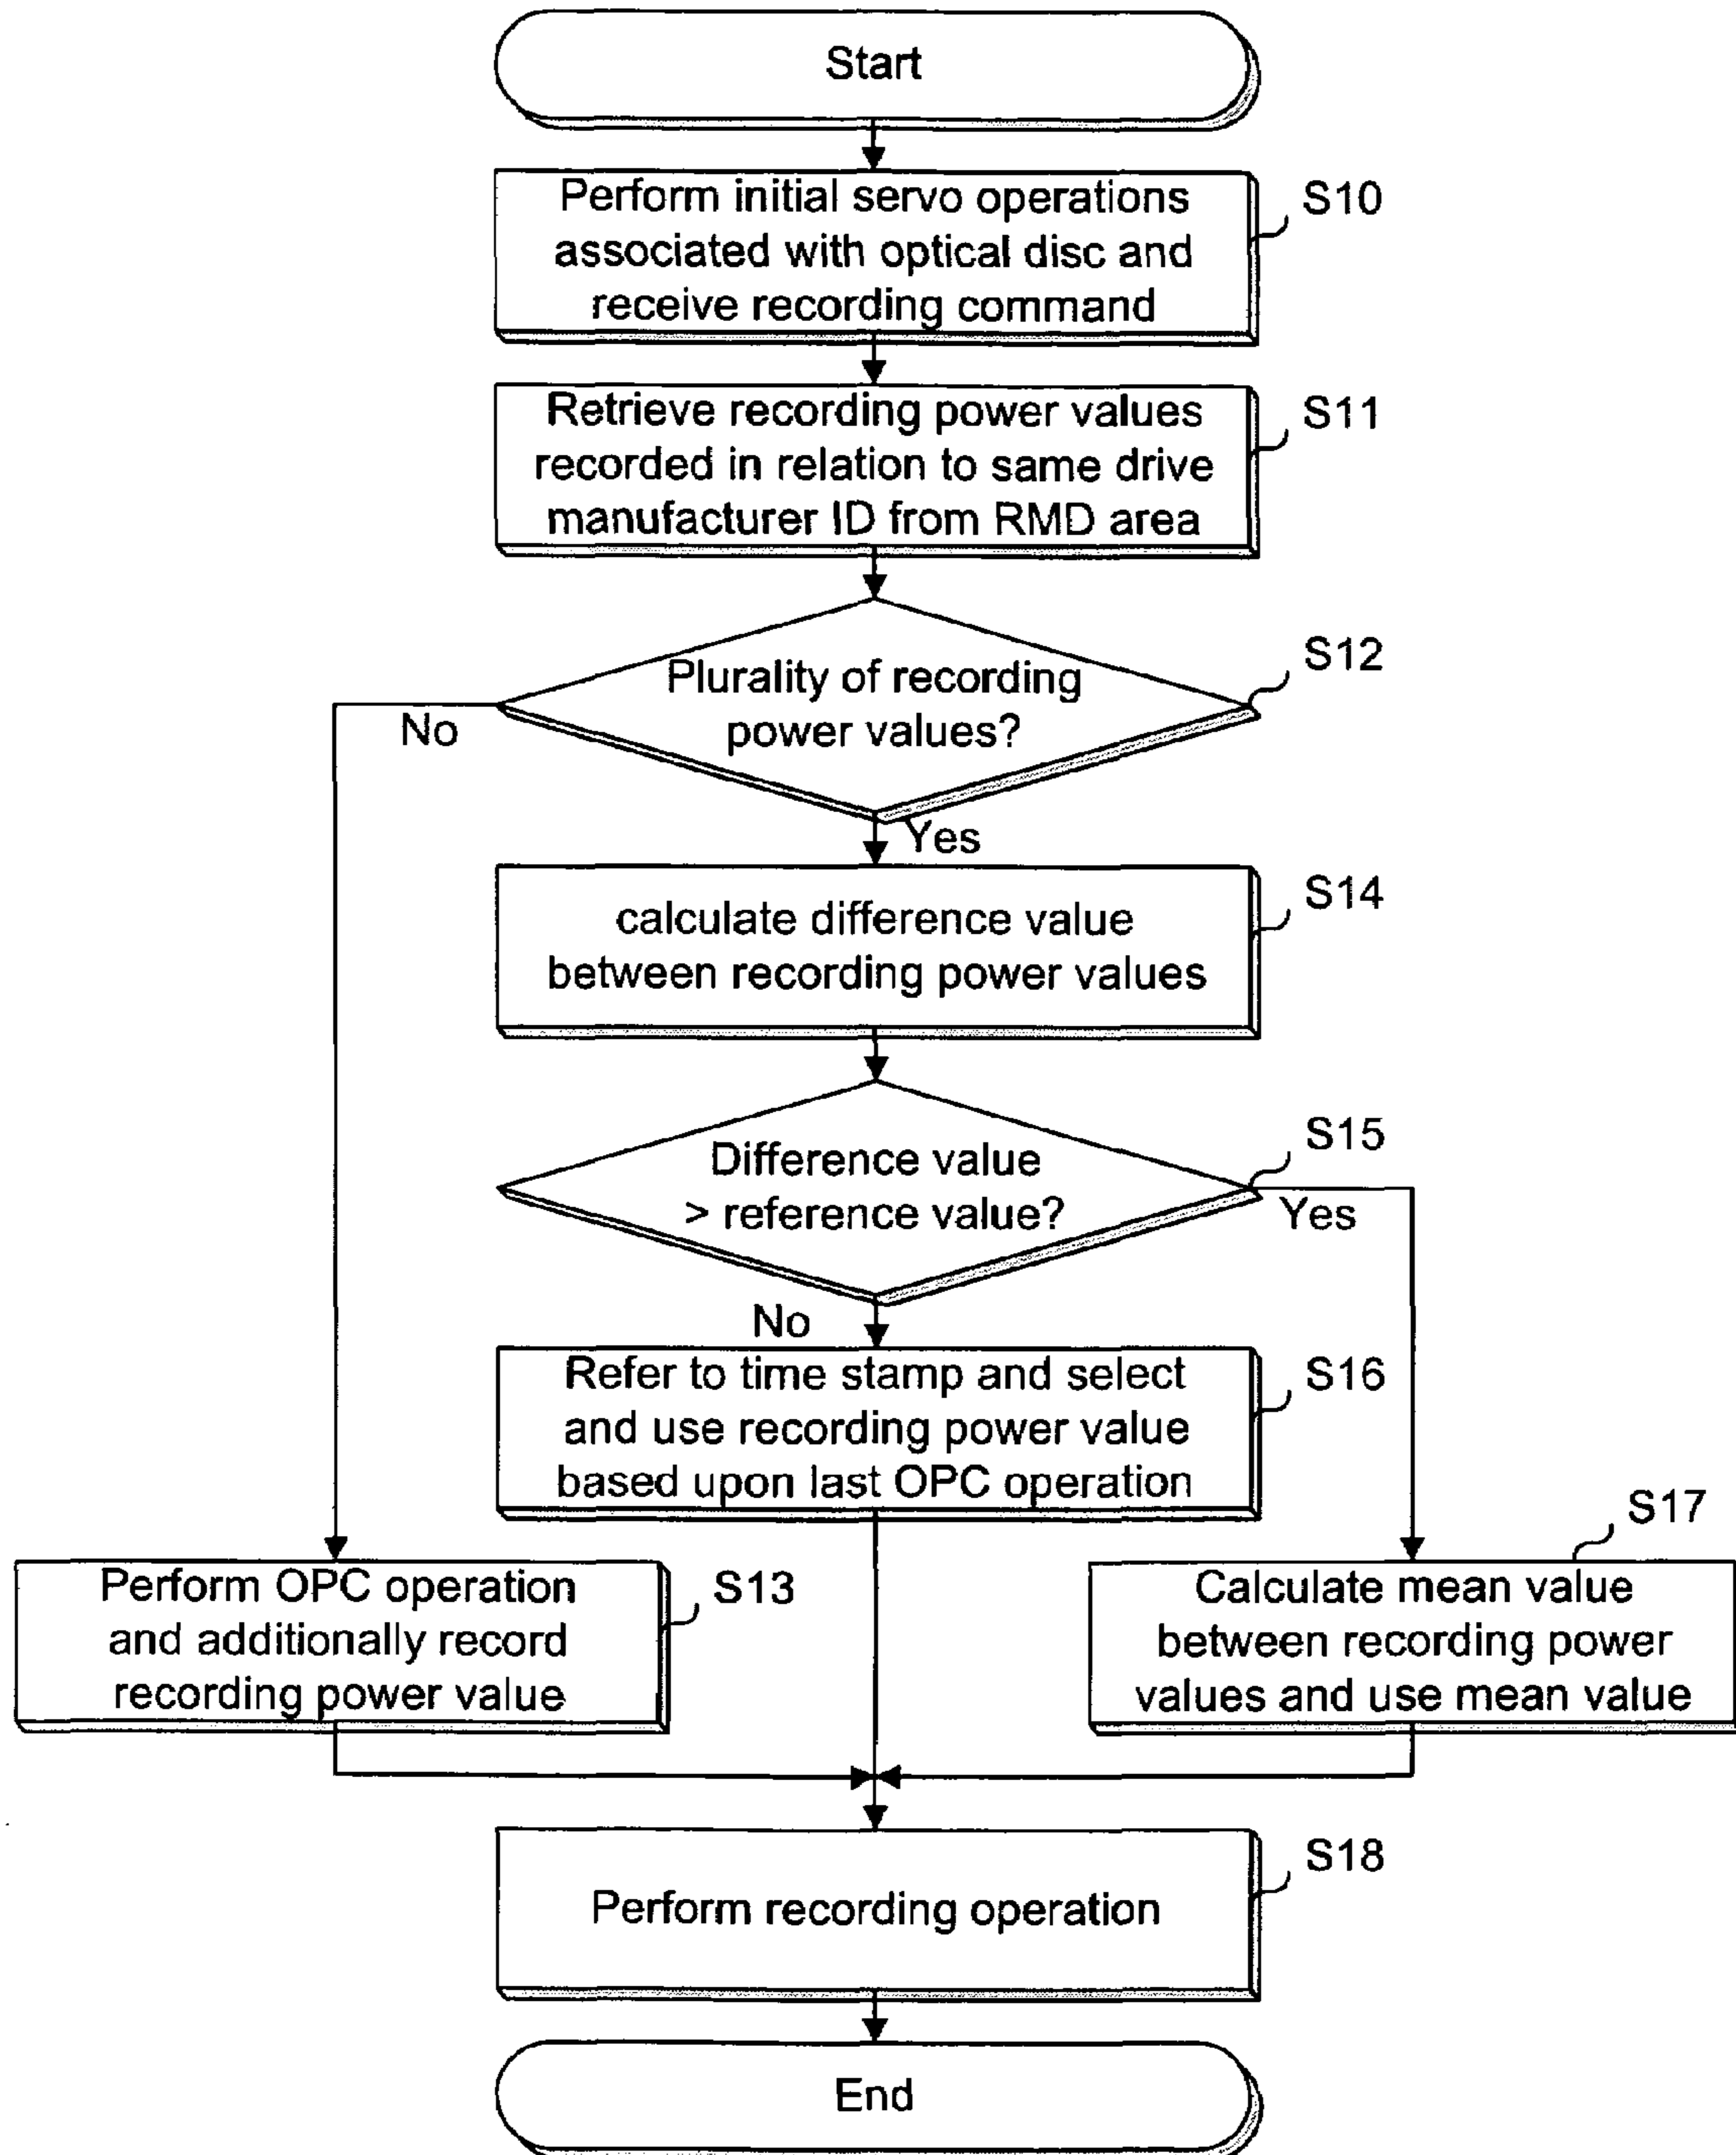 Start
Perform initial servo operations
associated with optical disc and
receive recording command
S10
Retrieve recording power values
recorded in relation to same drive
manufacturer ID from RMD area
S11
Plurality of recording
power values?
S12
No
Yes
calculate difference value
between recording power values
S14
Difference value
> reference value?
S15
Yes
No
Refer to time stamp and select
and use recording power value
based upon last OPC operation
S16
Perform OPC operation
and additionally record
recording power value
S13
Calculate mean value
between recording power
values and use mean value
S17
Perform recording operation
S18
End